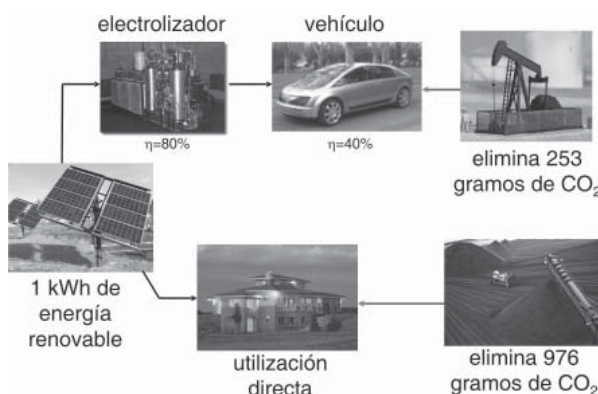 electrolizador
vehículo
η=80%
η=40%
elimina 253
gramos de CO₂
1 kWh de
energía
renovable
utilización
directa
elimina 976
gramos de CO₂